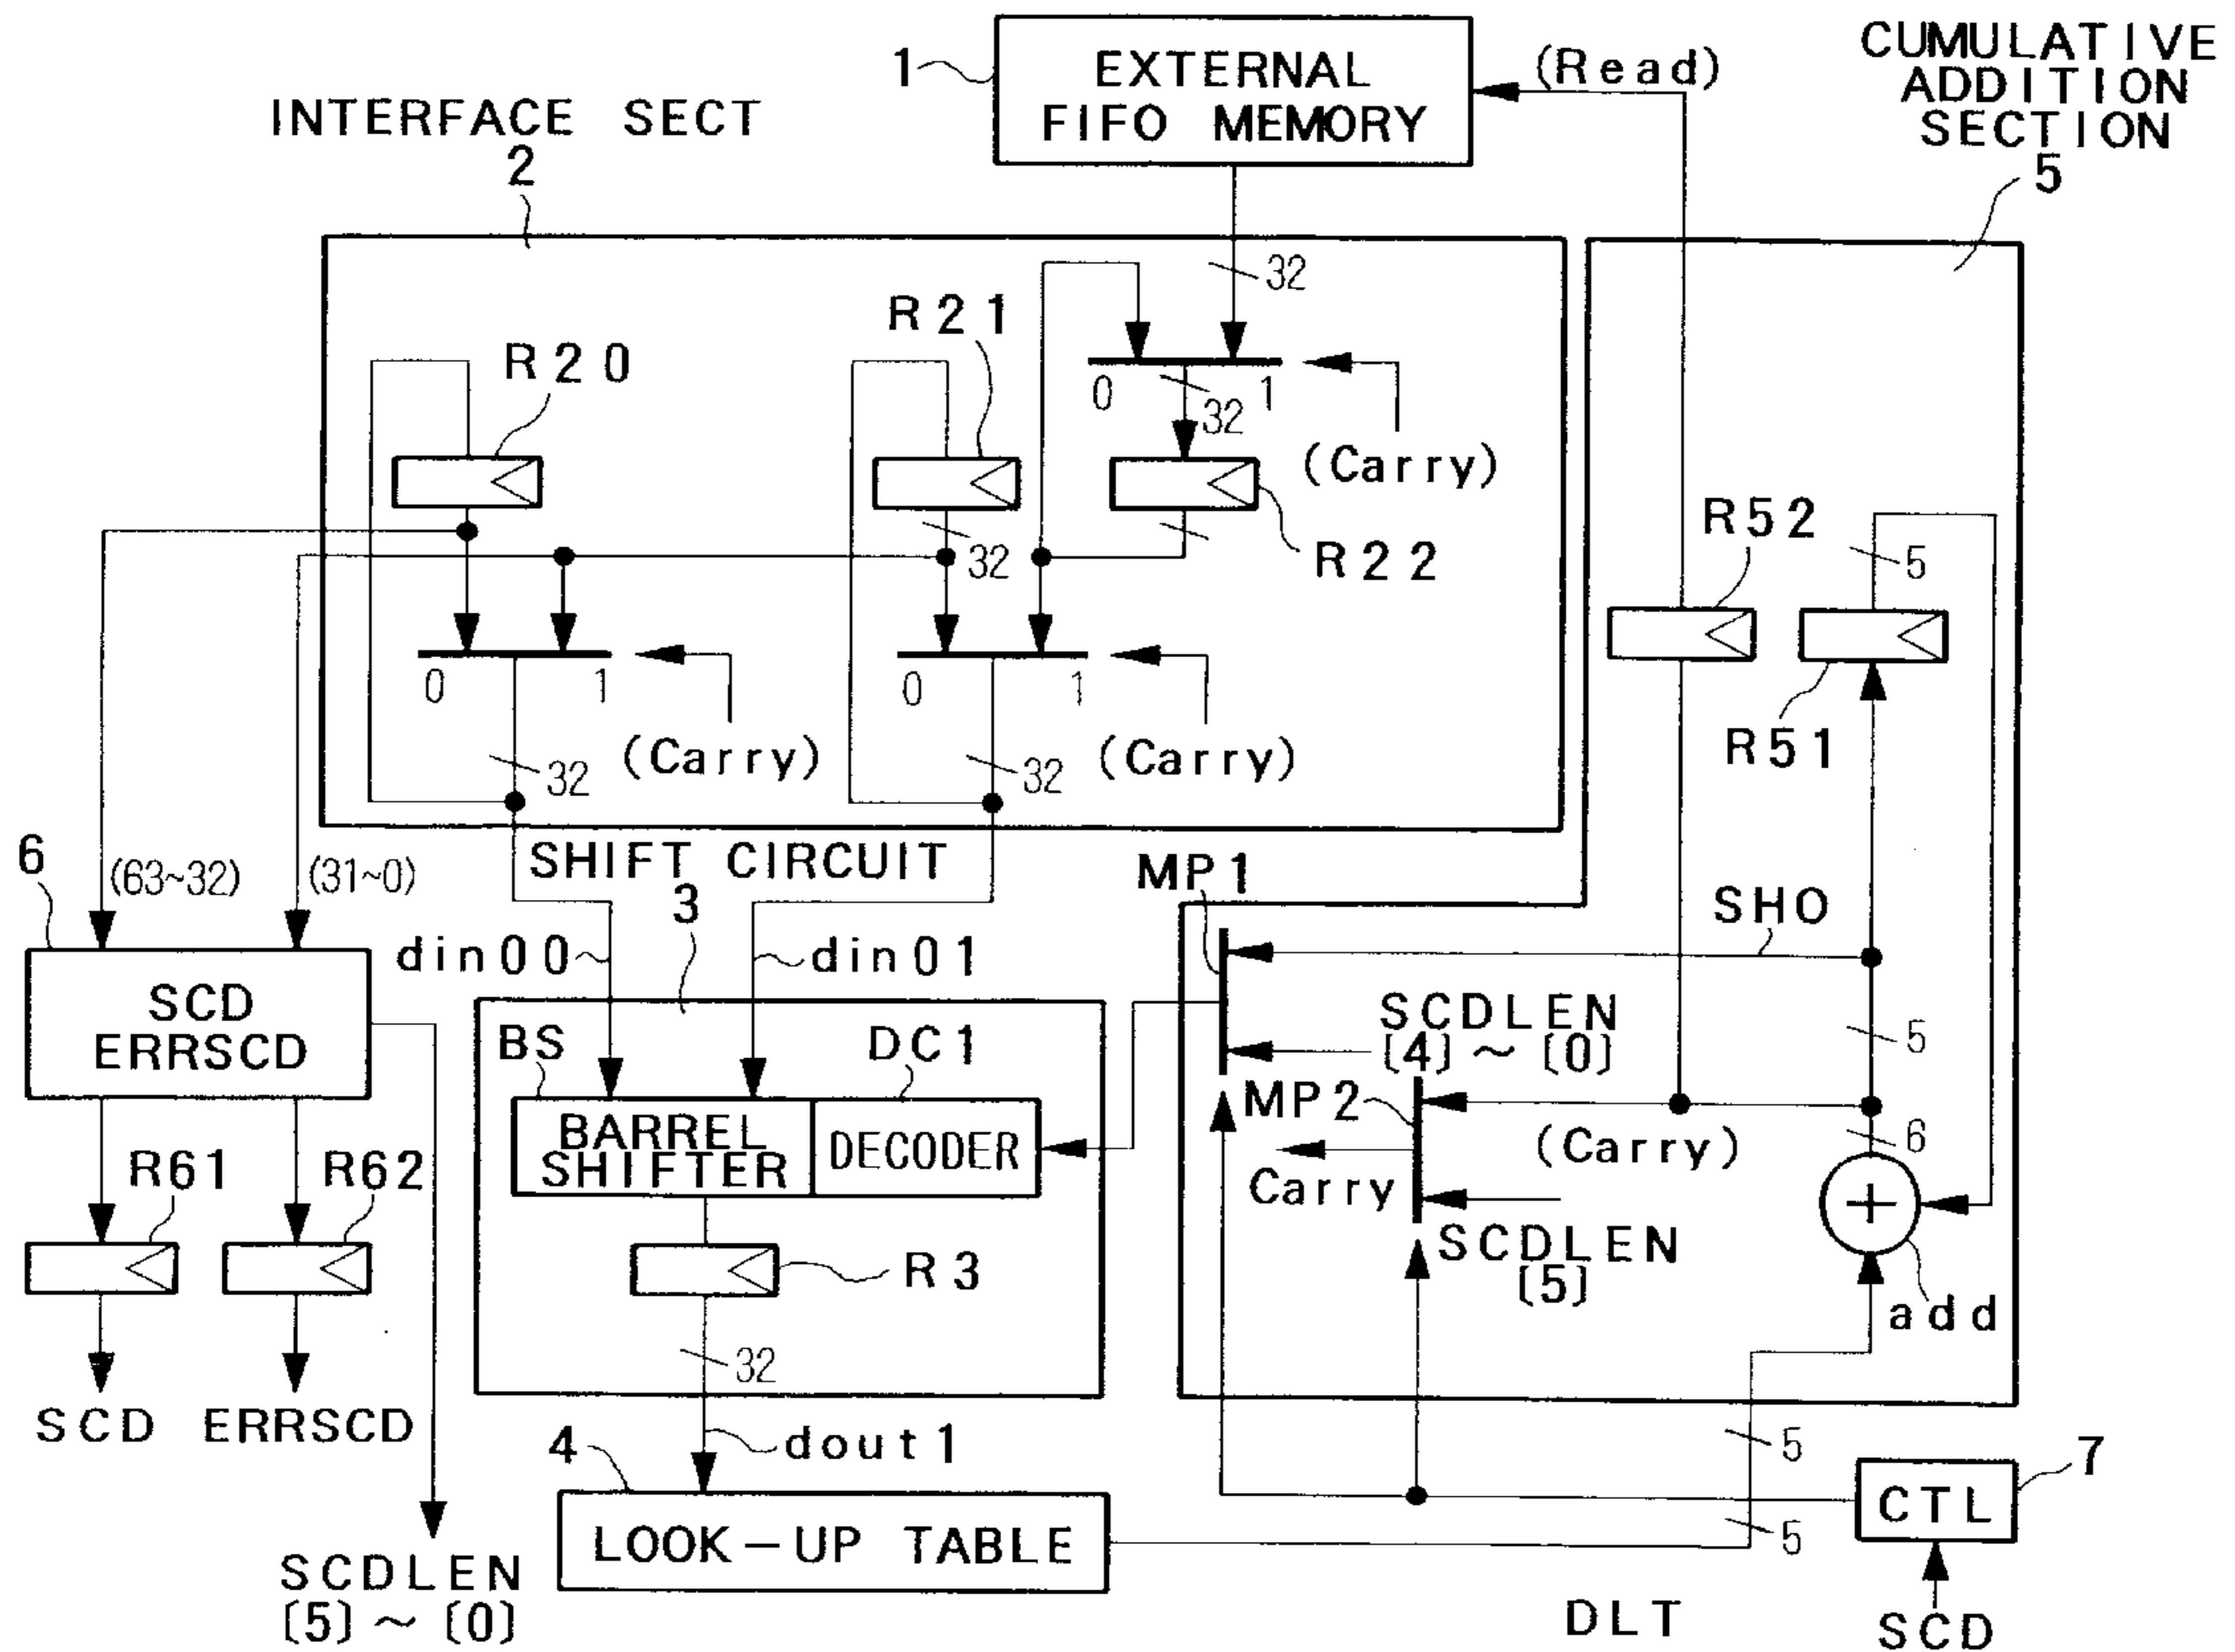 CUMULATIVE
ADDITION
SECTION
5
1
EXTERNAL
FIFO MEMORY
(Read)
INTERFACE SECT
2
32
R21
R20
0
1
32
(Carry)
R22
32
R52
5
0
1
(Carry)
0
1
(Carry)
R51
32
32
6
(63~32)
(31~0)
SHIFT CIRCUIT
3
MP1
SHO
din00
din01
SCD
ERRSCD
SCDLEN
[4]~[0]
5
BS
DC1
MP2
BARREL
SHIFTER
DECODER
(Carry)
6
R61
R62
Carry
SCDLEN
[5]
R3
add
32
SCD
ERRSCD
dout1
4
5
7
LOOK-UP TABLE
5
CTL
SCDLEN
[5]~[0]
DLT
SCD